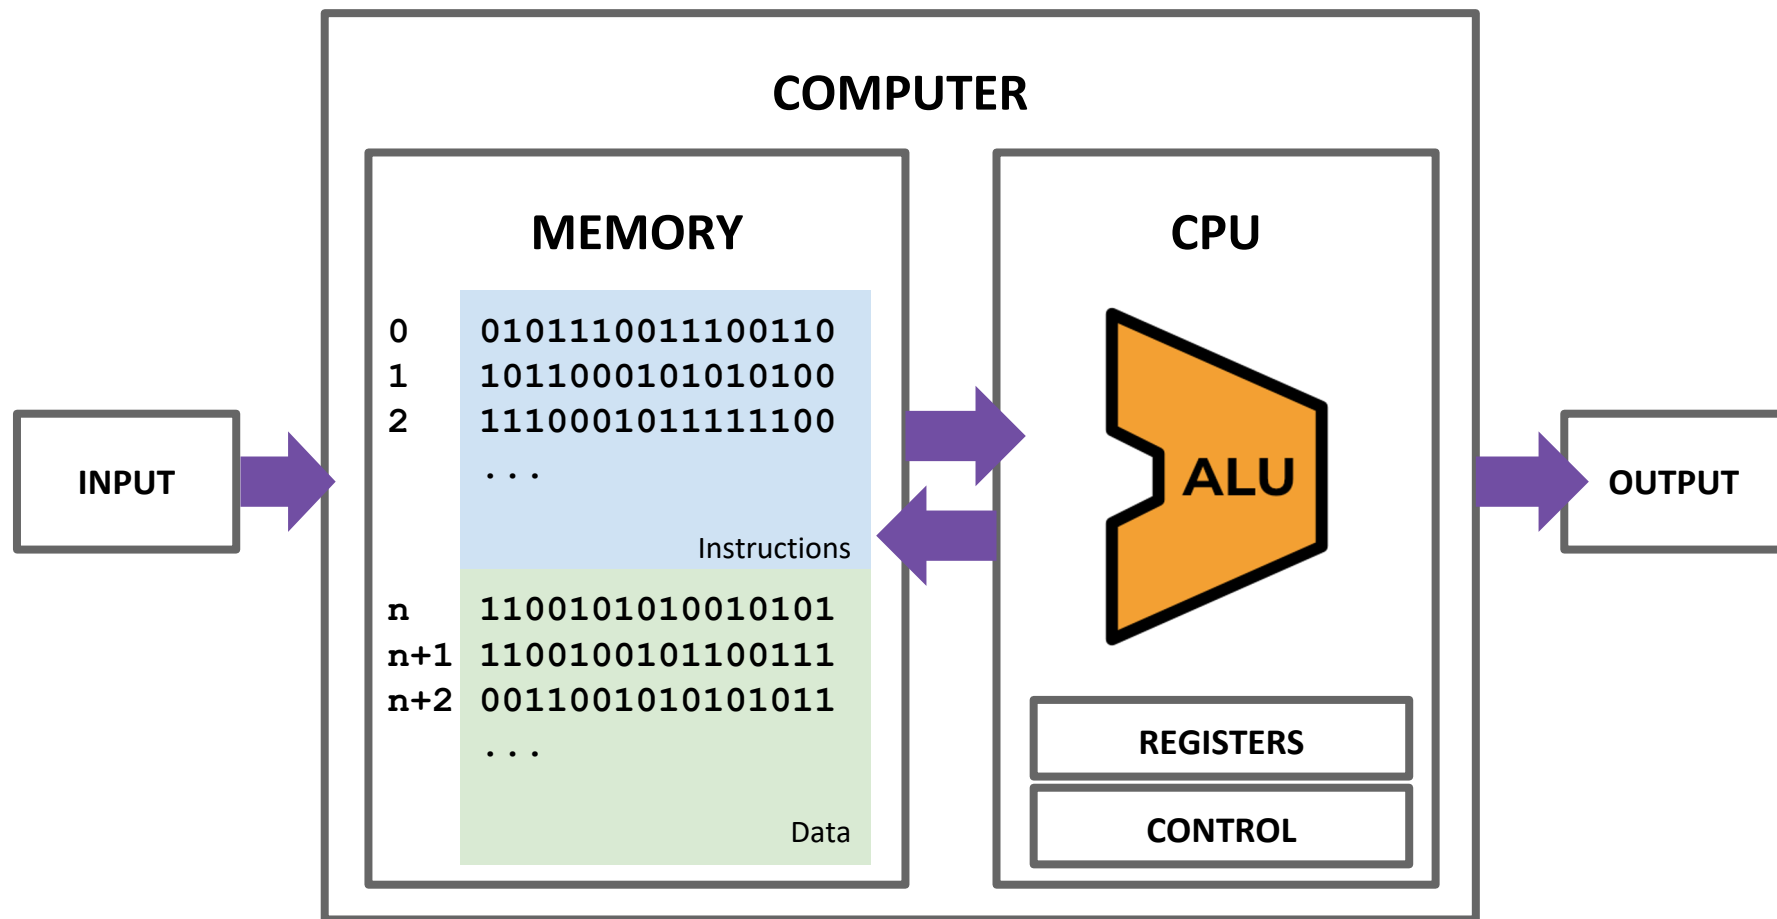 COMPUTER
MEMORY
0 0101110011100110
1 1011000101010100
2 1110001011111100
...
Instructions
n 1100101010010101
n+1 1100100101100111
n+2 0011001010101011
...
Data
CPU
ALU
REGISTERS
CONTROL
INPUT
OUTPUT